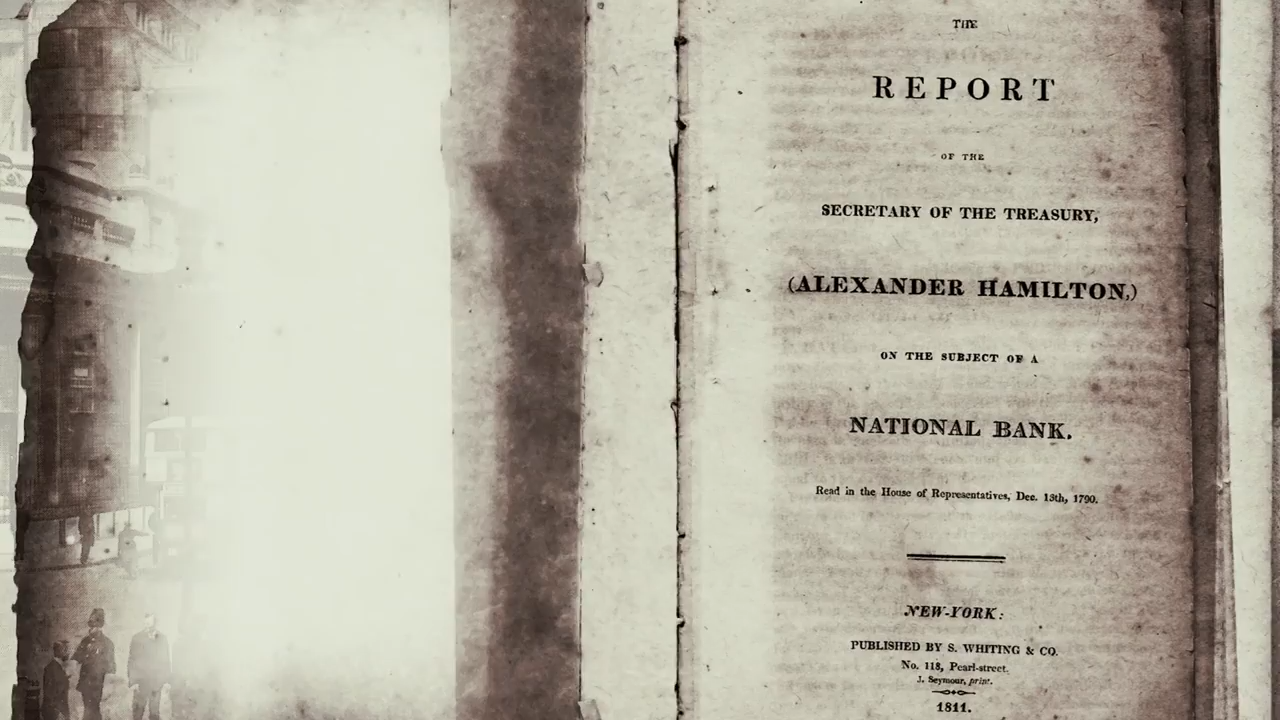 THE
REPORT
OF THE
SECRETARY OF THE TREASURY,
(ALEXANDER HAMILTON,)
ON THE SUBJECT OF A
NATIONAL BANK.
Read in the House of Representatives, Dec. 13th, 1790.
NEW-YORK:
PUBLISHED BY S. WHITING & CO.
No. 118, Pearl-street.
J. Seymour, print.
1811.